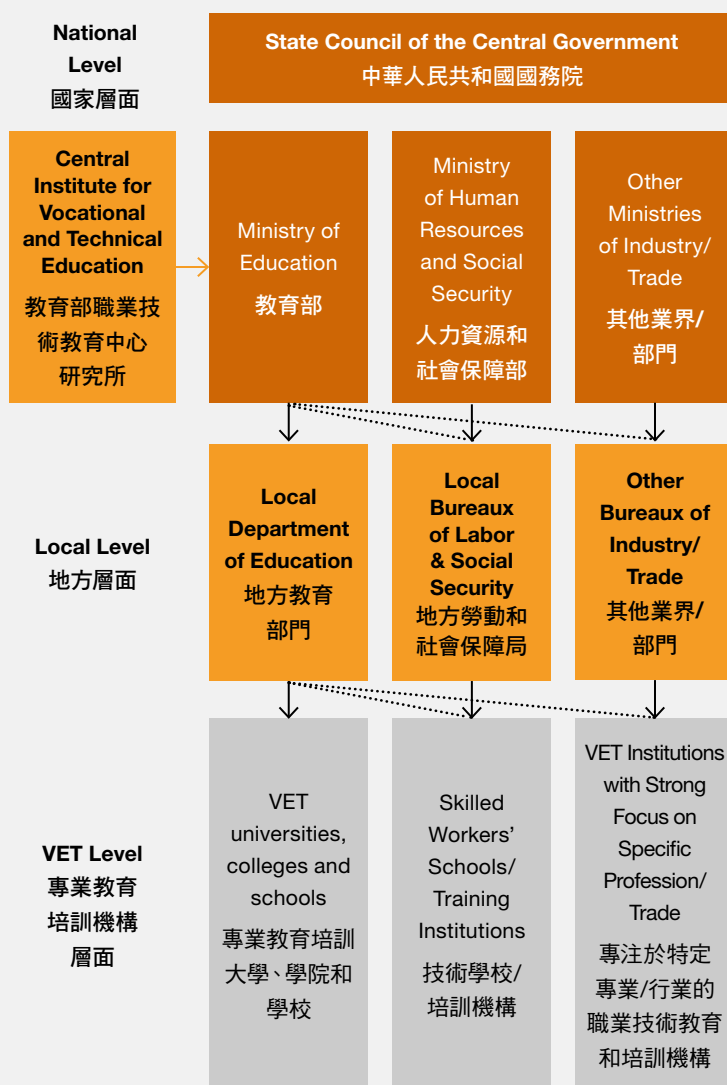 National
Level
國家層面
State Council of the Central Government
中華人民共和國國務院
Central
Institute for
Vocational
and Technical
Education
教育部職業技
術教育中心
研究所
Ministry of
Education
教育部
Ministry
of Human
Resources
and Social
Security
人力資源和
社會保障部
Other
Ministries
of Industry/
Trade
其他業界/
部門
Local Level
地方層面
Local
Department
of Education
地方教育
部門
Local
Bureaux
of Labor
& Social
Security
地方勞動和
社會保障局
Other
Bureaux of
Industry/
Trade
其他業界/
部門
VET Level
專業教育
培訓機構
層面
VET
universities,
colleges and
schools
專業教育培訓
大學、學院和
學校
Skilled
Workers'
Schools/
Training
Institutions
技術學校/
培訓機構
VET Institutions
with Strong
Focus on
Specific
Profession/
Trade
專注於特定
專業/行業的
職業技術教育
和培訓機構